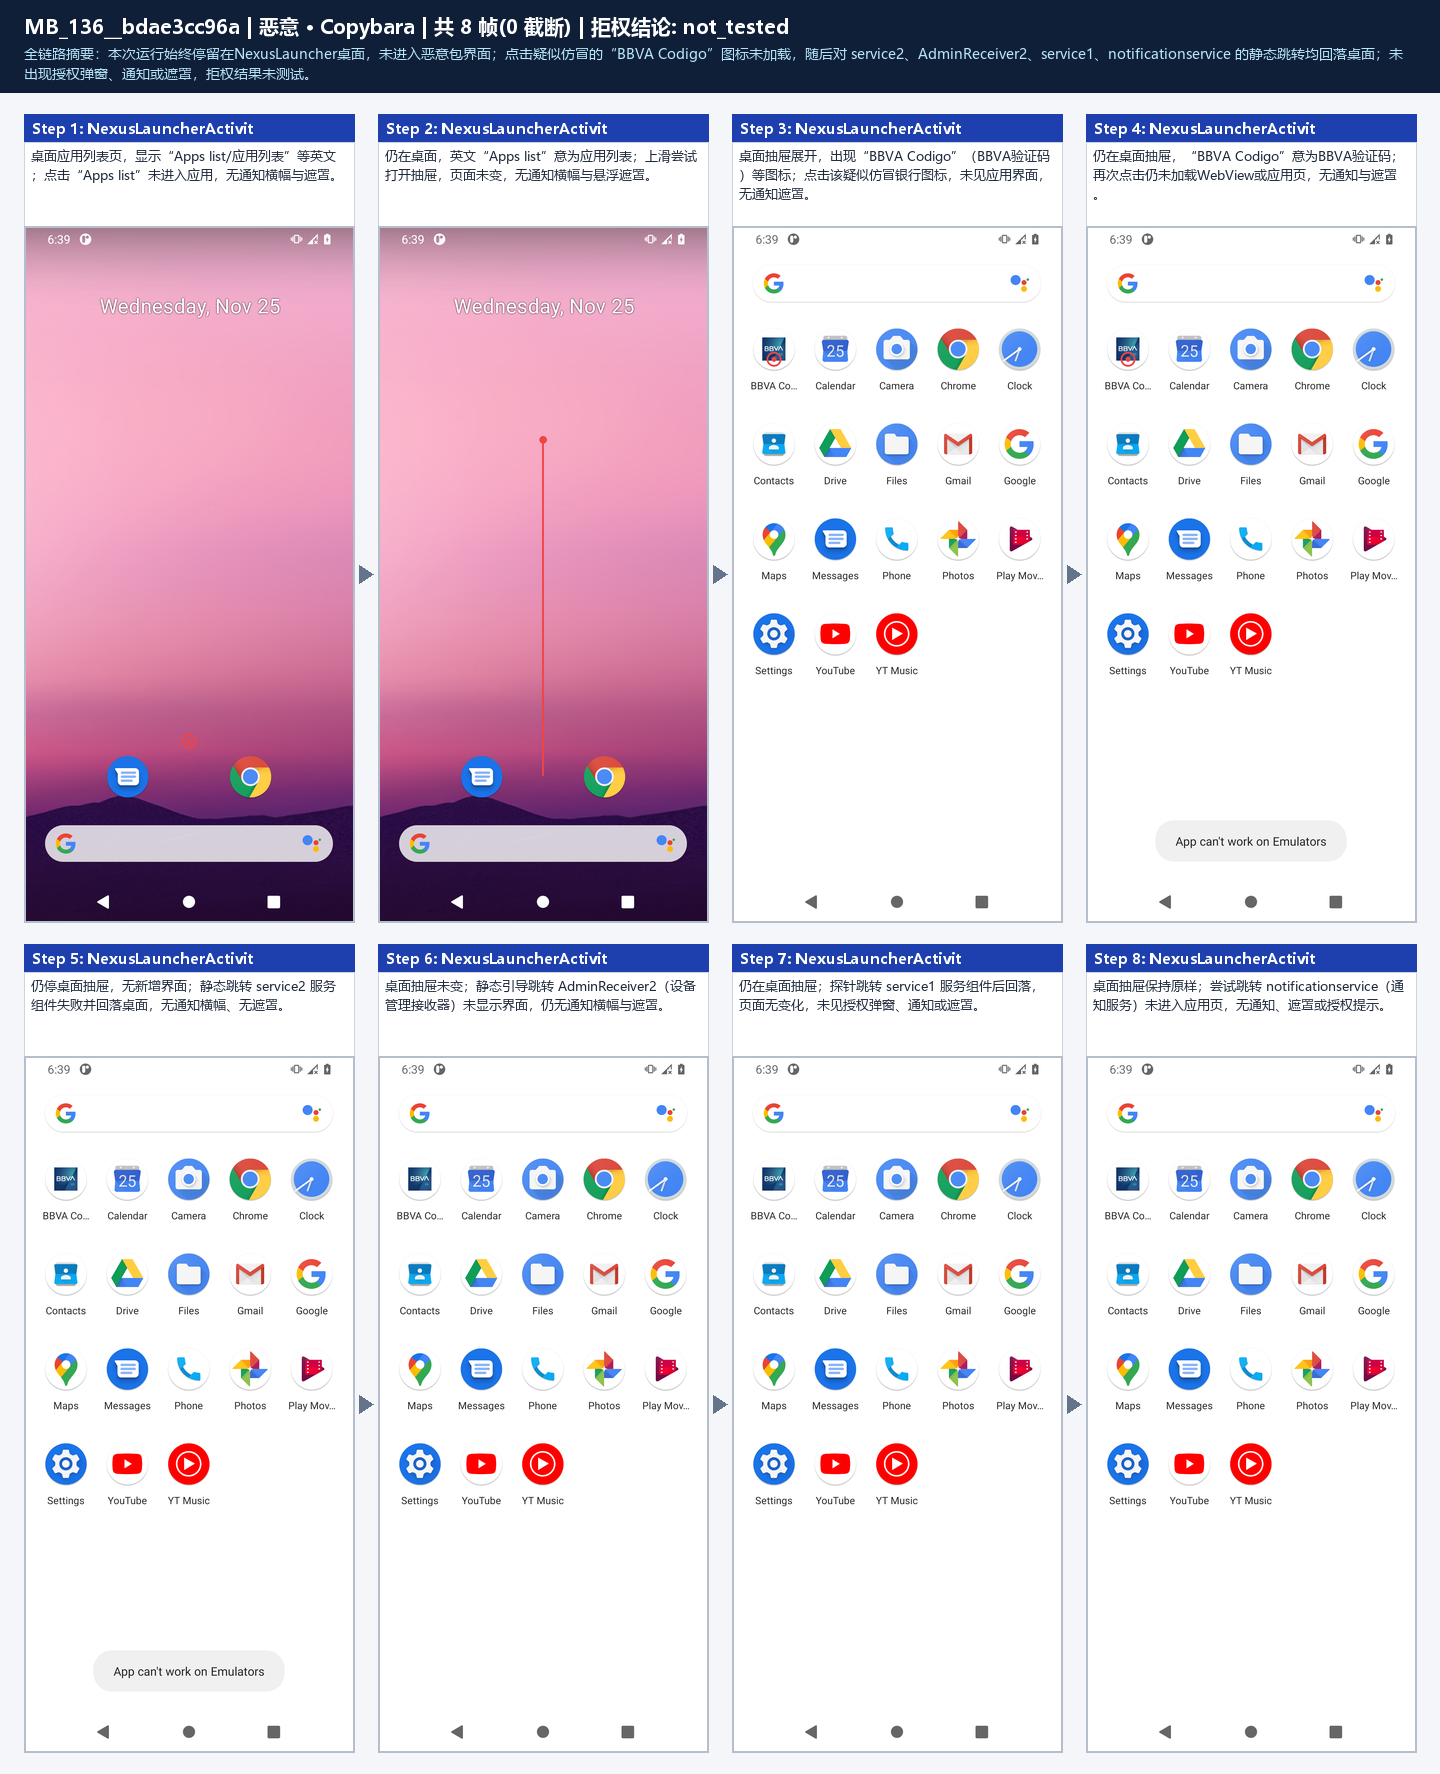 MB_136__bdae3cc96a | 恶意 • Copybara | 共 8 帧(0 截断) | 拒权结论: not_tested
全链路摘要：本次运行始终停留在NexusLauncher桌面，未进入恶意包界面；点击疑似仿冒的“BBVA Codigo”图标未加载，随后对 service2、AdminReceiver2、service1、notificationservice 的静态跳转均回落桌面；未
出现授权弹窗、通知或遮罩，拒权结果未测试。
Step 1: NexusLauncherActivit
桌面应用列表页，显示“Apps list/应用列表”等英文
；点击“Apps list”未进入应用，无通知横幅与遮罩。
6:39
Wednesday, Nov 25
Step 2: NexusLauncherActivit
仍在桌面，英文“Apps list”意为应用列表；上滑尝试
打开抽屉，页面未变，无通知横幅与悬浮遮罩。
6:39
Wednesday, Nov 25
Step 3: NexusLauncherActivit
桌面抽屉展开，出现“BBVA Codigo”（BBVA验证码
）等图标；点击该疑似仿冒银行图标，未见应用界面，
无通知遮罩。
6:39
BBVA
25
BBVA Co... Calendar Camera Chrome Clock
Contacts Drive Files Gmail Google
Maps Messages Phone Photos Play Mov...
Settings YouTube YT Music
Step 4: NexusLauncherActivit
仍在桌面抽屉，“BBVA Codigo”意为BBVA验证码；
再次点击仍未加载WebView或应用页，无通知与遮罩
。
6:39
BBVA
25
BBVA Co... Calendar Camera Chrome Clock
Contacts Drive Files Gmail Google
Maps Messages Phone Photos Play Mov...
Settings YouTube YT Music
App can't work on Emulators
Step 5: NexusLauncherActivit
仍停桌面抽屉，无新增界面；静态跳转 service2 服务
组件失败并回落桌面，无通知横幅、无遮罩。
6:39
BBVA
25
BBVA Co... Calendar Camera Chrome Clock
Contacts Drive Files Gmail Google
Maps Messages Phone Photos Play Mov...
Settings YouTube YT Music
App can't work on Emulators
Step 6: NexusLauncherActivit
桌面抽屉未变；静态引导跳转 AdminReceiver2（设备
管理接收器）未显示界面，仍无通知横幅与遮罩。
6:39
BBVA
25
BBVA Co... Calendar Camera Chrome Clock
Contacts Drive Files Gmail Google
Maps Messages Phone Photos Play Mov...
Settings YouTube YT Music
Step 7: NexusLauncherActivit
仍在桌面抽屉；探针跳转 service1 服务组件后回落，
页面无变化，未见授权弹窗、通知或遮罩。
6:39
BBVA
25
BBVA Co... Calendar Camera Chrome Clock
Contacts Drive Files Gmail Google
Maps Messages Phone Photos Play Mov...
Settings YouTube YT Music
Step 8: NexusLauncherActivit
桌面抽屉保持原样；尝试跳转 notificationservice（通
知服务）未进入应用页，无通知、遮罩或授权提示。
6:39
BBVA
25
BBVA Co... Calendar Camera Chrome Clock
Contacts Drive Files Gmail Google
Maps Messages Phone Photos Play Mov...
Settings YouTube YT Music